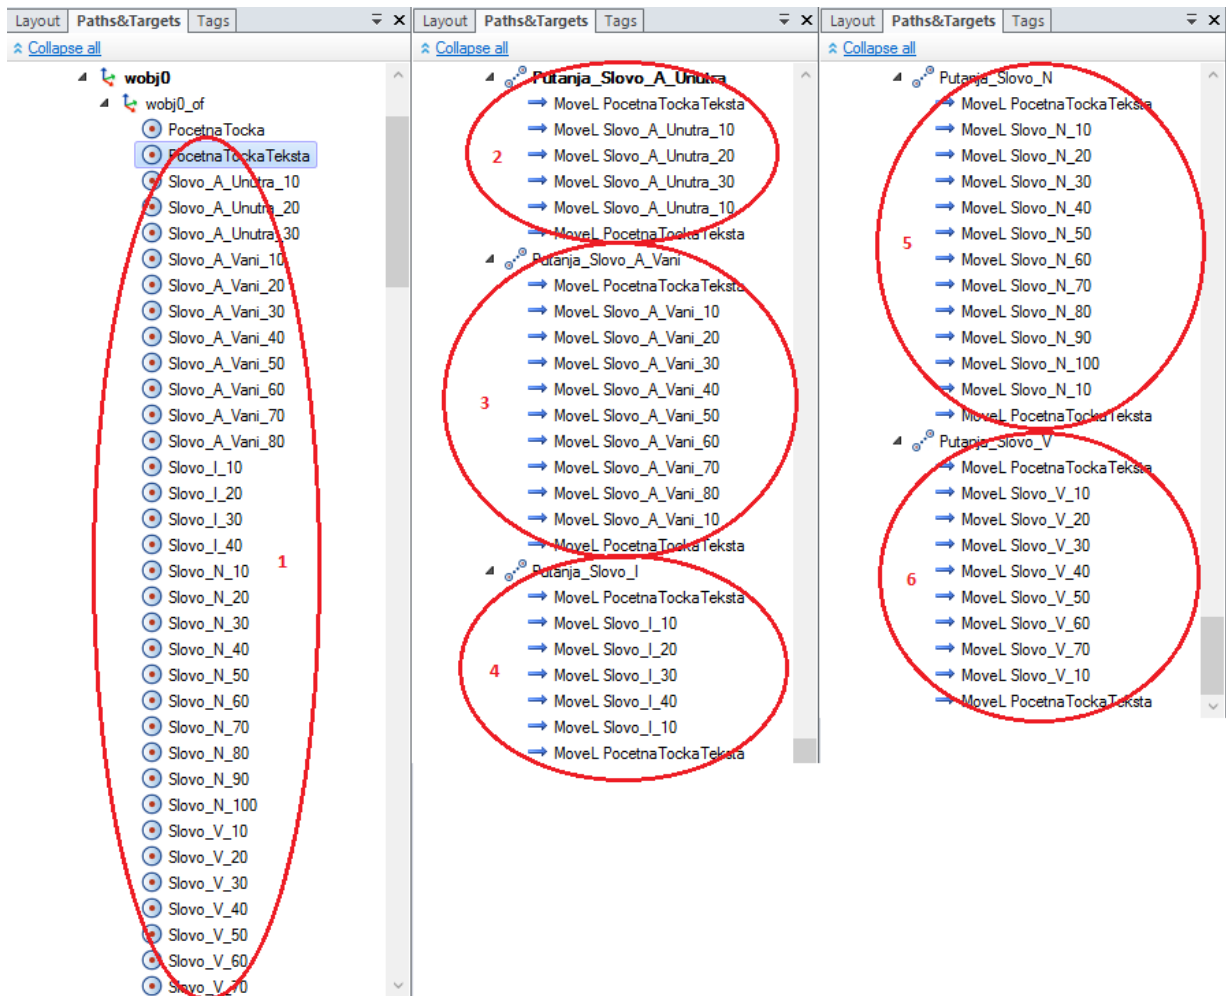 Layout Paths&Targets Tags
Collapse all
wobj0
wobj0_of
PocetnaTocka
PocetnaTockaTeksta
Slovo_A_Unutra_10
Slovo_A_Unutra_20
Slovo_A_Unutra_30
Slovo_A_Vani_10
Slovo_A_Vani_20
Slovo_A_Vani_30
Slovo_A_Vani_40
Slovo_A_Vani_50
Slovo_A_Vani_60
Slovo_A_Vani_70
Slovo_A_Vani_80
Slovo_I_10
Slovo_I_20
Slovo_I_30
Slovo_I_40
Slovo_N_10
1
Slovo_N_20
Slovo_N_30
Slovo_N_40
Slovo_N_50
Slovo_N_60
Slovo_N_70
Slovo_N_80
Slovo_N_90
Slovo_N_100
Slovo_V_10
Slovo_V_20
Slovo_V_30
Slovo_V_40
Slovo_V_50
Slovo_V_60
Slovo_V_70
Layout Paths&Targets Tags
Collapse all
Putanja_Slovo_A_Unutra
MoveL PocetnaTockaTeksta
MoveL Slovo_A_Unutra_10
2 MoveL Slovo_A_Unutra_20
MoveL Slovo_A_Unutra_30
MoveL Slovo_A_Unutra_10
MoveL PocetnaTockaTeksta
Putanja_Slovo_A_Vani
MoveL PocetnaTockaTeksta
MoveL Slovo_A_Vani_10
MoveL Slovo_A_Vani_20
MoveL Slovo_A_Vani_30
MoveL Slovo_A_Vani_40
3 MoveL Slovo_A_Vani_50
MoveL Slovo_A_Vani_60
MoveL Slovo_A_Vani_70
MoveL Slovo_A_Vani_80
MoveL Slovo_A_Vani_10
MoveL PocetnaTockaTeksta
Putanja_Slovo_I
MoveL PocetnaTockaTeksta
MoveL Slovo_I_10
MoveL Slovo_I_20
4 MoveL Slovo_I_30
MoveL Slovo_I_40
MoveL Slovo_I_10
MoveL PocetnaTockaTeksta
Layout Paths&Targets Tags
Collapse all
Putanja_Slovo_N
MoveL PocetnaTockaTeksta
MoveL Slovo_N_10
MoveL Slovo_N_20
MoveL Slovo_N_30
MoveL Slovo_N_40
5 MoveL Slovo_N_50
MoveL Slovo_N_60
MoveL Slovo_N_70
MoveL Slovo_N_80
MoveL Slovo_N_90
MoveL Slovo_N_100
MoveL Slovo_N_10
MoveL PocetnaTockaTeksta
Putanja_Slovo_V
MoveL PocetnaTockaTeksta
MoveL Slovo_V_10
MoveL Slovo_V_20
MoveL Slovo_V_30
6 MoveL Slovo_V_40
MoveL Slovo_V_50
MoveL Slovo_V_60
MoveL Slovo_V_70
MoveL Slovo_V_10
MoveL PocetnaTockaTeksta